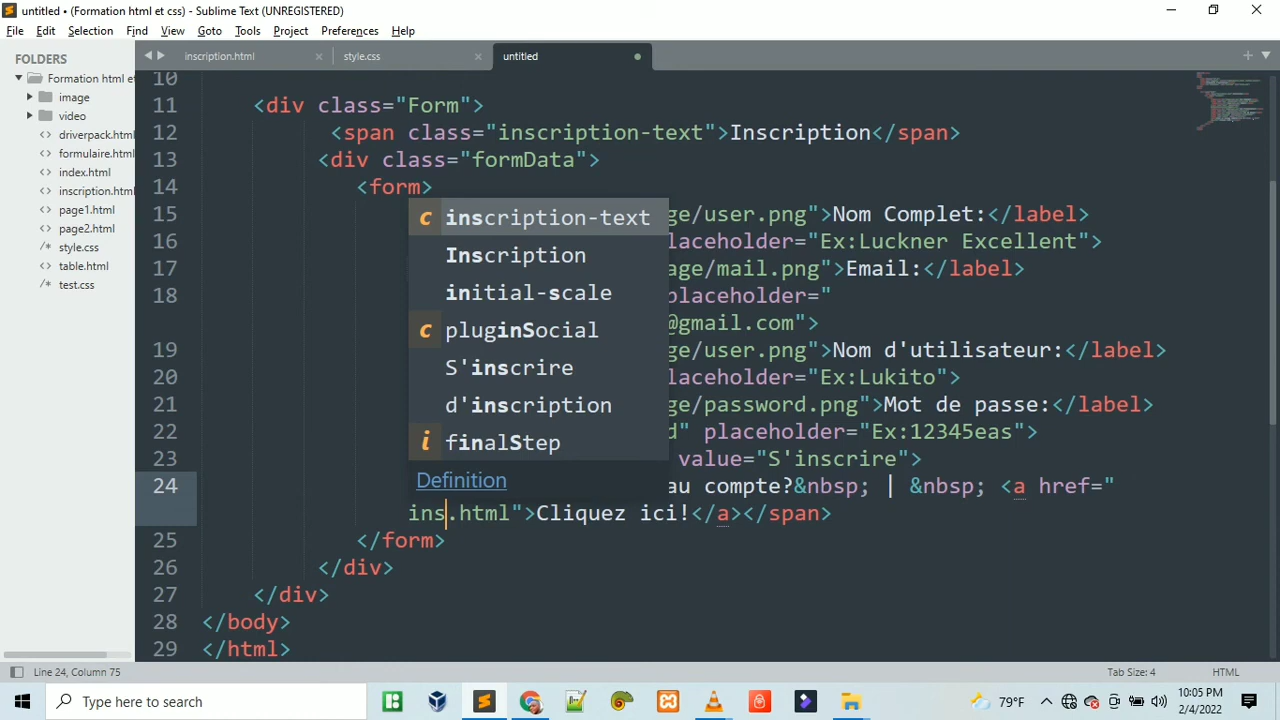 untitled • (Formation html et css) - Sublime Text (UNREGISTERED)
File Edit Selection Find View Goto Tools Project Preferences Help
FOLDERS
Formation html et
image
video
driverpack.html
formulaire.html
index.html
inscription.html
page1.html
page2.html
style.css
table.html
test.css
inscription.html × style.css × untitled
10
11 <div class="Form">
12 <span class="inscription-text">Inscription</span>
13 <div class="formData">
14 <form>
15 ge/user.png">Nom Complet:</label>
16 laceholder="Ex:Luckner Excellent">
17 ge/mail.png">Email:</label>
18 placeholder="
@gmail.com">
19 ge/user.png">Nom d'utilisateur:</label>
20 laceholder="Ex:Lukito">
21 ge/password.png">Mot de passe:</label>
22 d" placeholder="Ex:12345eas">
23 value="S'inscrire">
24 au compte?&nbsp; | &nbsp; <a href="
ins.html">Cliquez ici!</a></span>
25 </form>
26 </div>
27 </div>
28 </body>
29 </html>
c inscription-text
Inscription
initial-scale
c pluginSocial
S'inscrire
d'inscription
i finalStep
Definition
Line 24, Column 75
Tab Size: 4 HTML
Type here to search
79°F
10:05 PM
2/4/2022